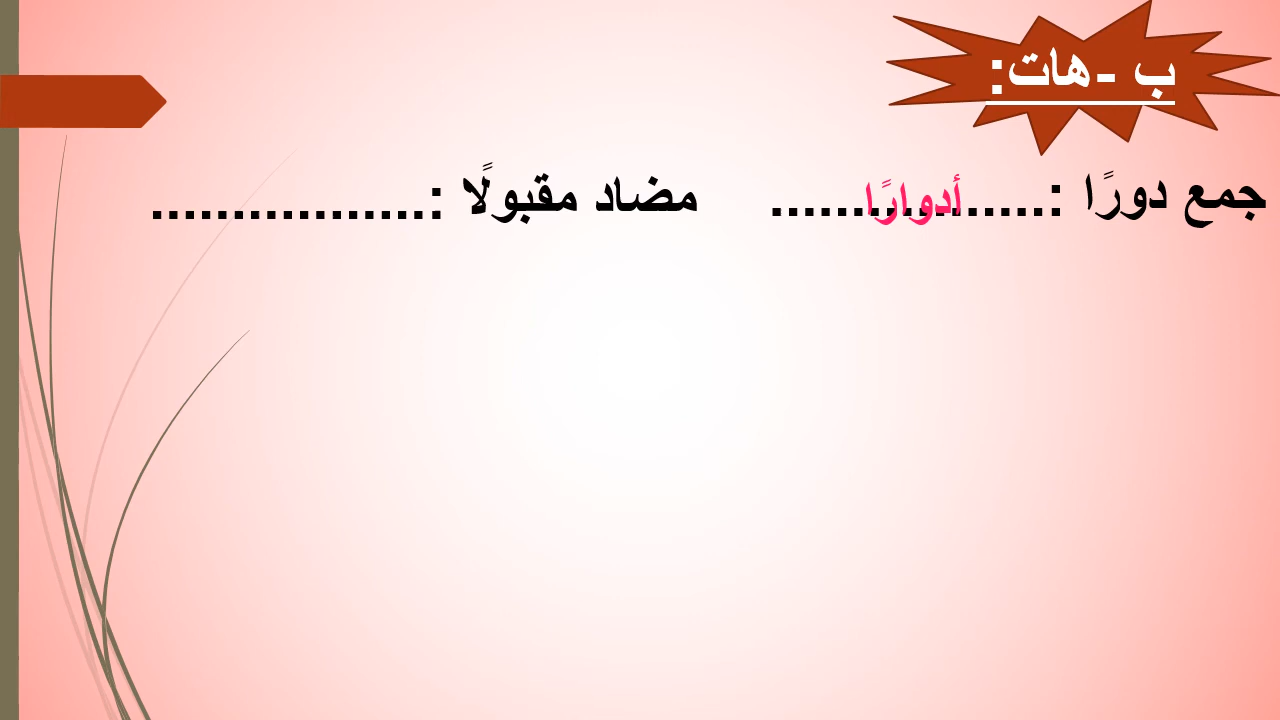 ب - هات:
جمع دورًا :.................أدوارًا مضاد مقبولًا :.................